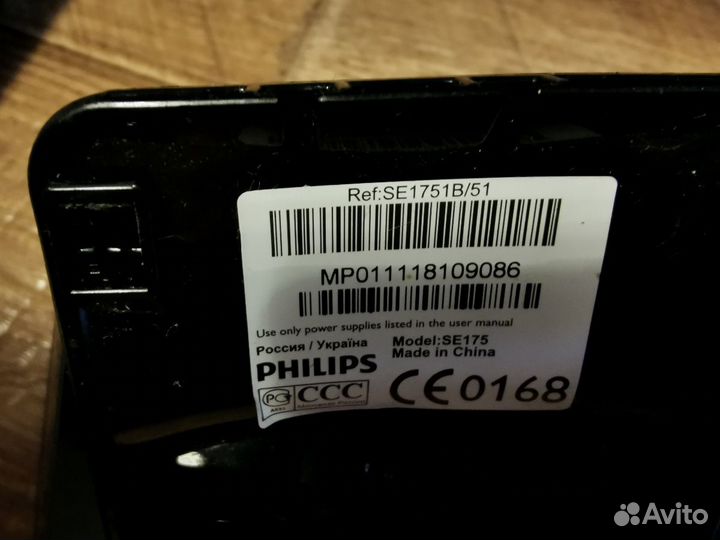 Ref:SE1751B/51
MP011118109086
Use only power supplies listed in the user manual
Россия / Україна
Model:SE175
Made in China
PHILIPS
РСТ
CCC
CE0168
Avito